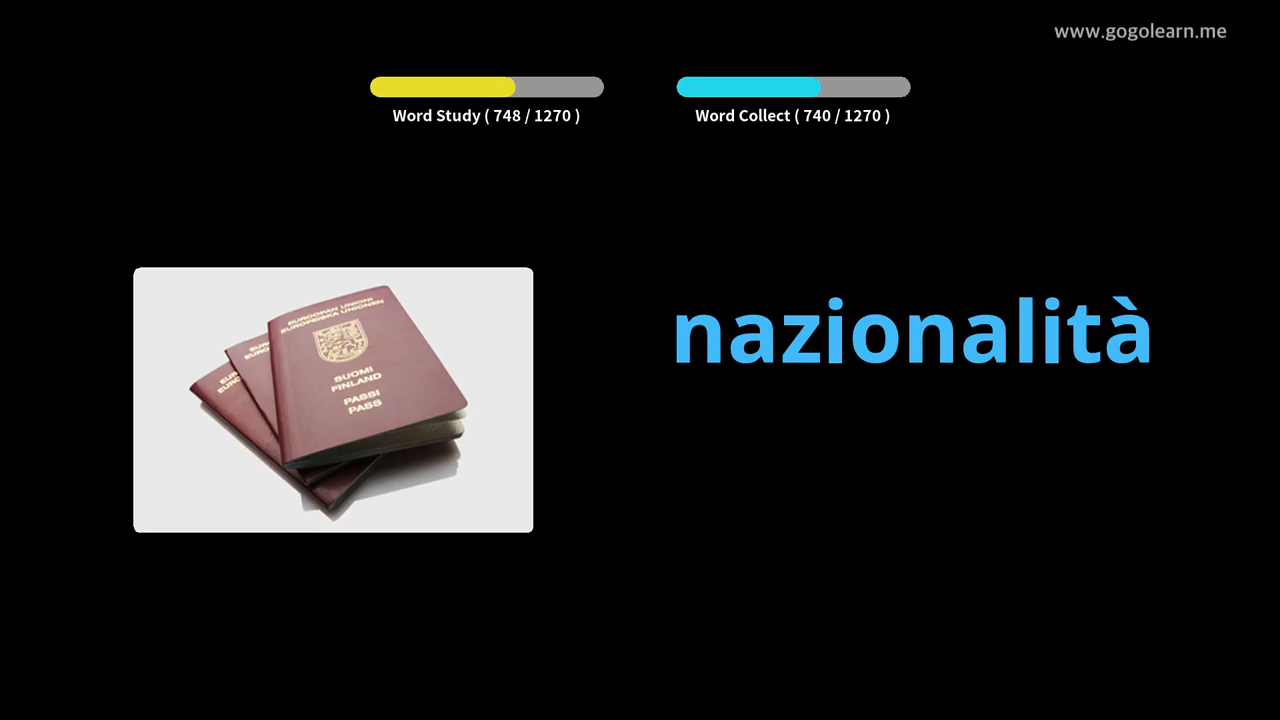 www.gogolearn.me
Word Study ( 748 / 1270 )
Word Collect ( 740 / 1270 )
EUROOPAN UNIONI
EUROPEISKA UNIONEN
SUOMI
FINLAND
PASSI
PASS
nazionalità